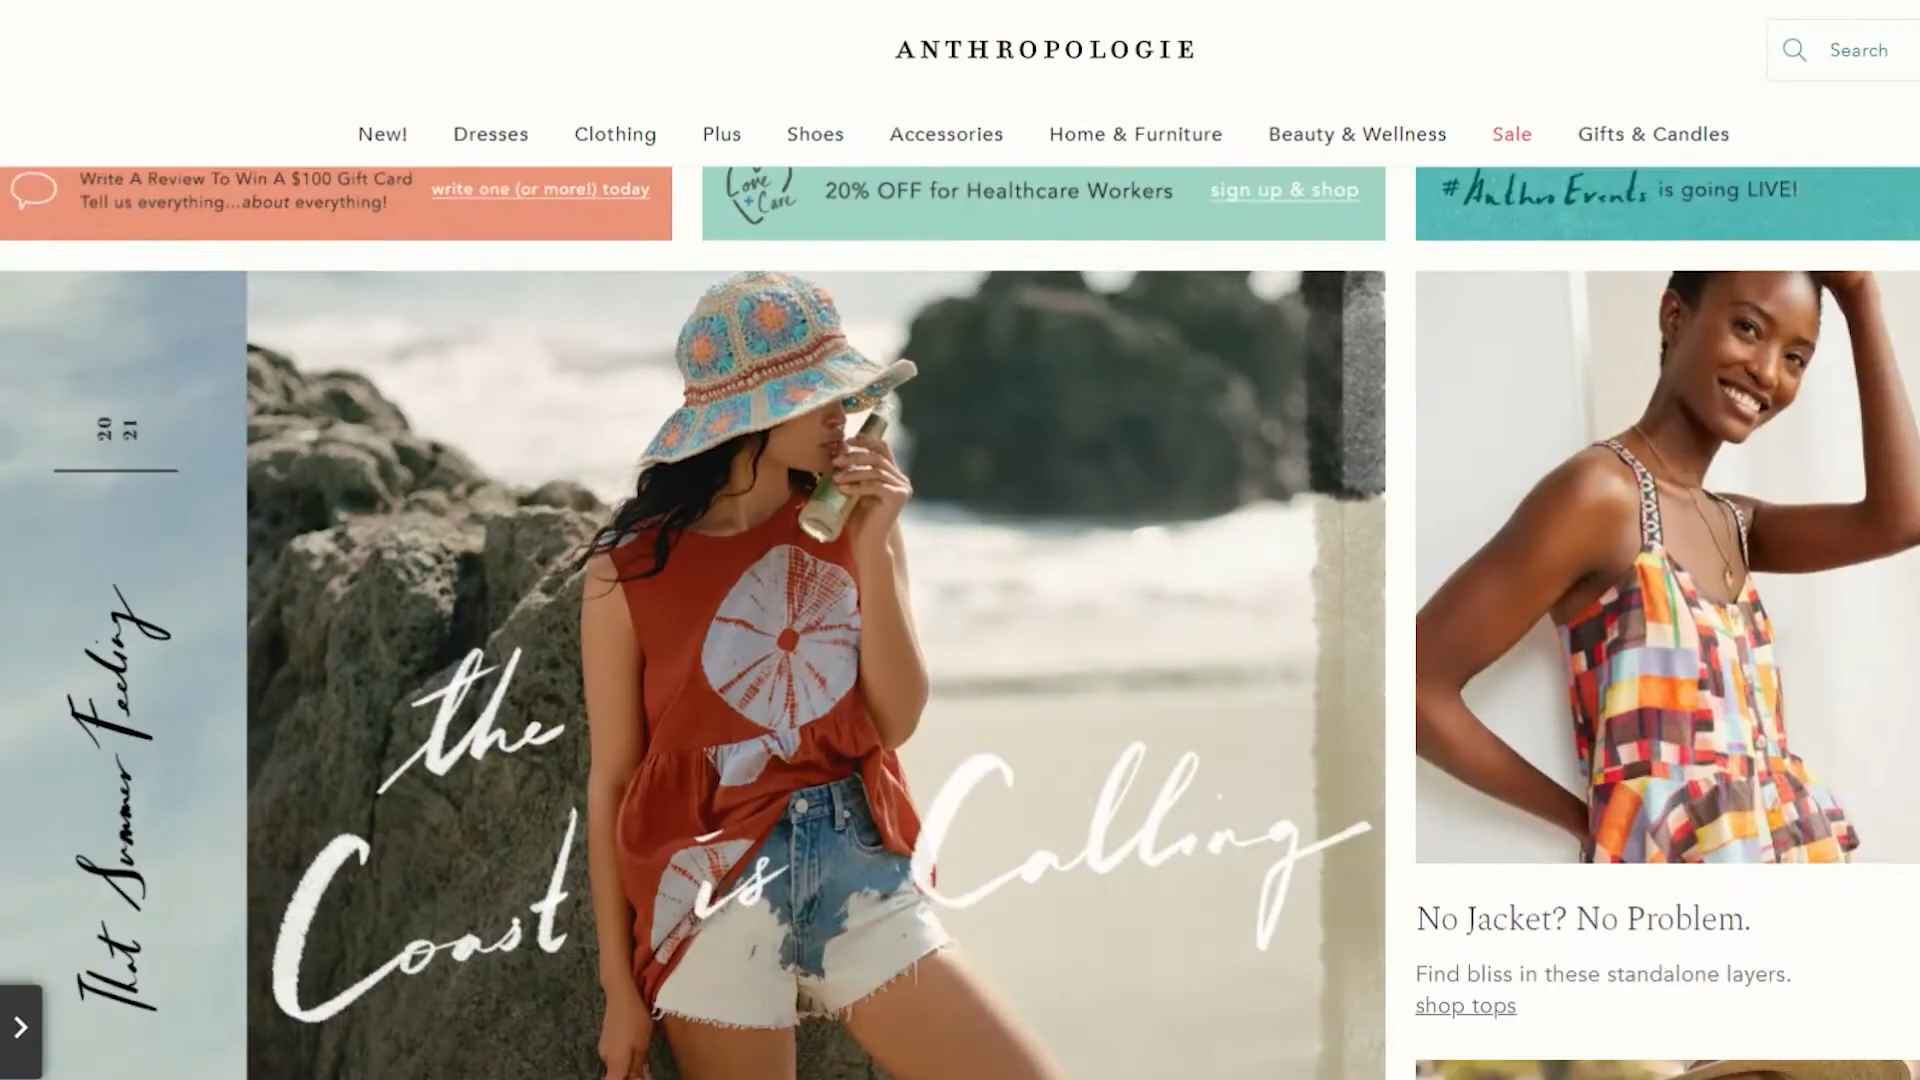 ANTHROPOLOGIE
Search
New! Dresses Clothing Plus Shoes Accessories Home & Furniture Beauty & Wellness Sale Gifts & Candles
Write A Review To Win A $100 Gift Card
Tell us everything...about everything!
write one (or more!) today
Love + Care
20% OFF for Healthcare Workers
sign up & shop
#AnthroEvents is going LIVE!
20
21
That Summer Feeling
the
Coast is Calling
No Jacket? No Problem.
Find bliss in these standalone layers.
shop tops